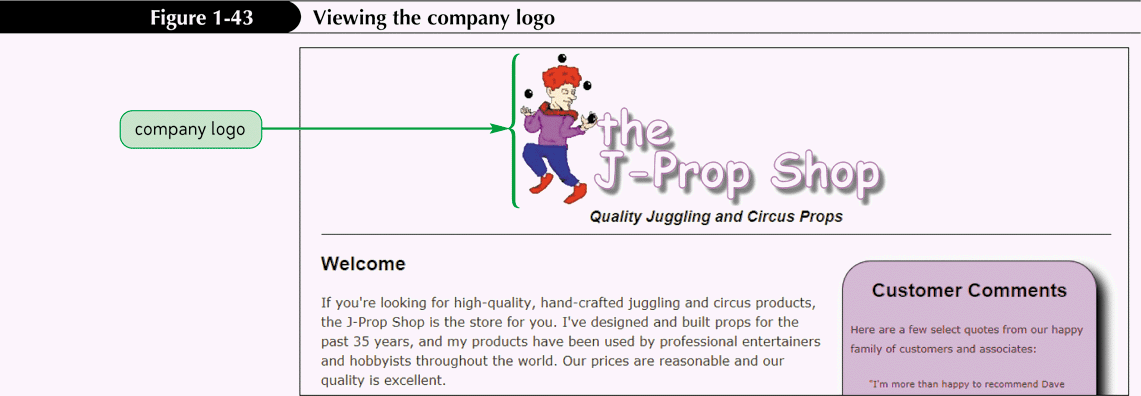 Figure 1-43 Viewing the company logo
company logo
the
J-Prop Shop
Quality Juggling and Circus Props
Welcome
If you're looking for high-quality, hand-crafted juggling and circus products,
the J-Prop Shop is the store for you. I've designed and built props for the
past 35 years, and my products have been used by professional entertainers
and hobbyists throughout the world. Our prices are reasonable and our
quality is excellent.
Customer Comments
Here are a few select quotes from our happy
family of customers and associates:
"I'm more than happy to recommend Dave